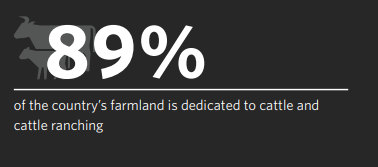 89%
of the country's farmland is dedicated to cattle and
cattle ranching